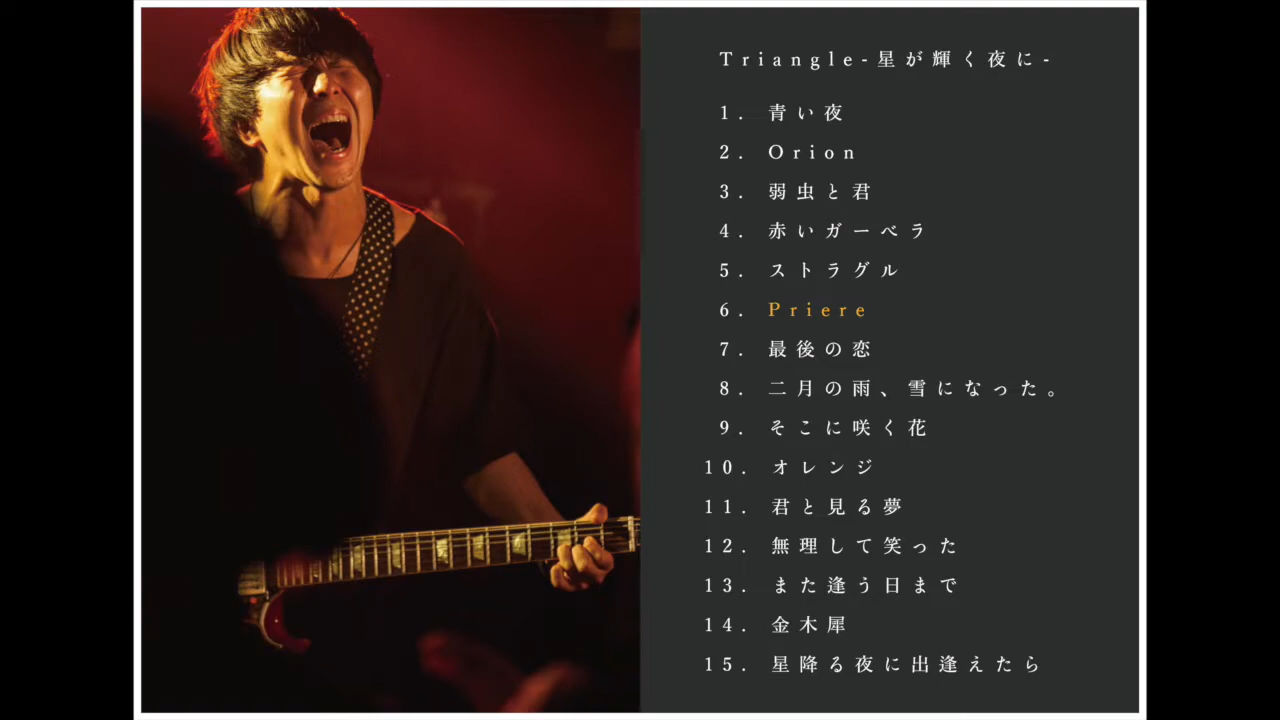 Triangle-星が輝く夜に-
1. 青い夜
2. Orion
3. 弱虫と君
4. 赤いガーベラ
5. ストラグル
6. Priere
7. 最後の恋
8. 二月の雨、雪になった。
9. そこに咲く花
10. オレンジ
11. 君と見る夢
12. 無理して笑った
13. また逢う日まで
14. 金木犀
15. 星降る夜に出逢えたら